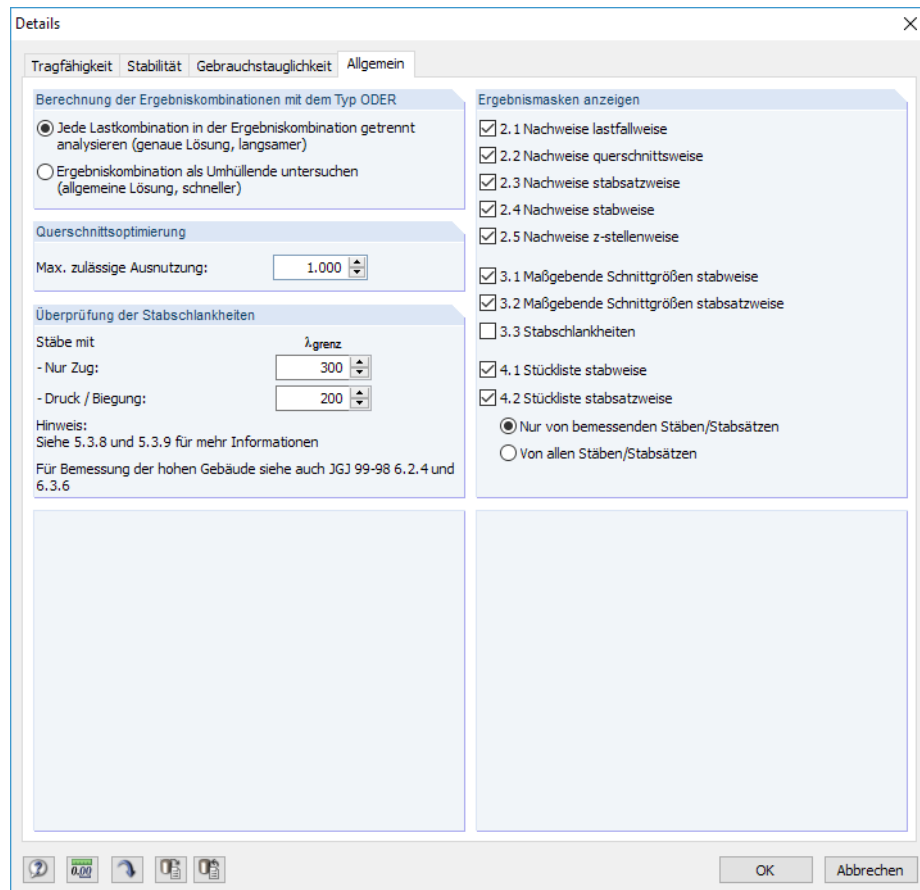 Details
Tragfähigkeit Stabilität Gebrauchstauglichkeit Allgemein
Berechnung der Ergebniskombinationen mit dem Typ ODER
Jede Lastkombination in der Ergebniskombination getrennt
analysieren (genaue Lösung, langsamer)
Ergebniskombination als Umhüllende untersuchen
(allgemeine Lösung, schneller)
Querschnittsoptimierung
Max. zulässige Ausnutzung: 1.000
Überprüfung der Stabschlankheiten
Stäbe mit λgrenz
- Nur Zug: 300
- Druck / Biegung: 200
Hinweis:
Siehe 5.3.8 und 5.3.9 für mehr Informationen
Für Bemessung der hohen Gebäude siehe auch JGJ 99-98 6.2.4 und
6.3.6
Ergebnismasken anzeigen
2.1 Nachweise lastfallweise
2.2 Nachweise querschnittsweise
2.3 Nachweise stabsatzweise
2.4 Nachweise stabweise
2.5 Nachweise z-stellenweise
3.1 Maßgebende Schnittgrößen stabweise
3.2 Maßgebende Schnittgrößen stabsatzweise
3.3 Stabschlankheiten
4.1 Stückliste stabweise
4.2 Stückliste stabsatzweise
Nur von bemessenden Stäben/Stabsätzen
Von allen Stäben/Stabsätzen
0.00
OK Abbrechen